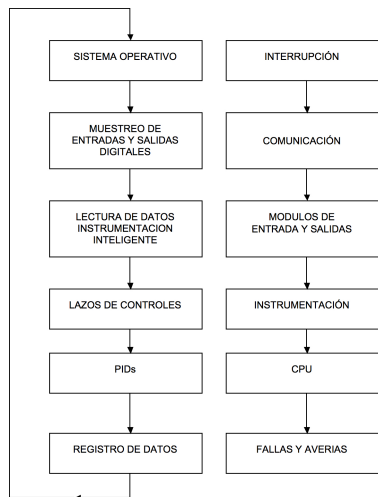 SISTEMA OPERATIVO
MUESTREO DE
ENTRADAS Y SALIDAS
DIGITALES
LECTURA DE DATOS
INSTRUMENTACION
INTELIGENTE
LAZOS DE CONTROLES
PIDs
REGISTRO DE DATOS
INTERRUPCIÓN
COMUNICACIÓN
MODULOS DE
ENTRADA Y SALIDAS
INSTRUMENTACIÓN
CPU
FALLAS Y AVERIAS